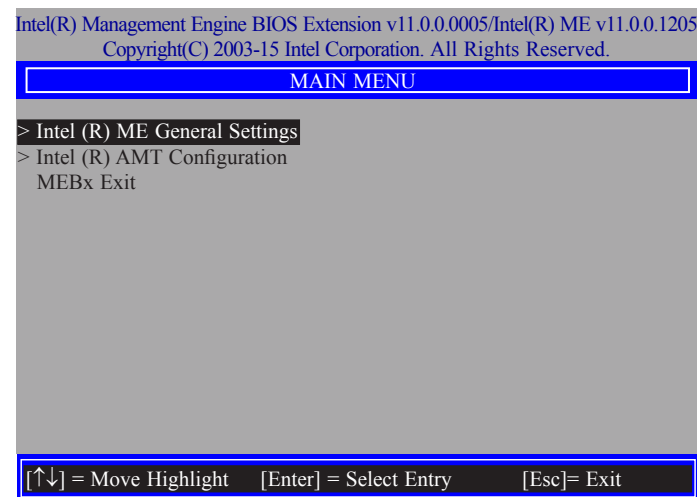 Intel(R) Management Engine BIOS Extension v11.0.0.0005/Intel(R) ME v11.0.0.1205
Copyright(C) 2003-15 Intel Corporation. All Rights Reserved.
MAIN MENU
> Intel (R) ME General Settings
> Intel (R) AMT Configuration
MEBx Exit
[↑↓] = Move Highlight [Enter] = Select Entry [Esc]= Exit